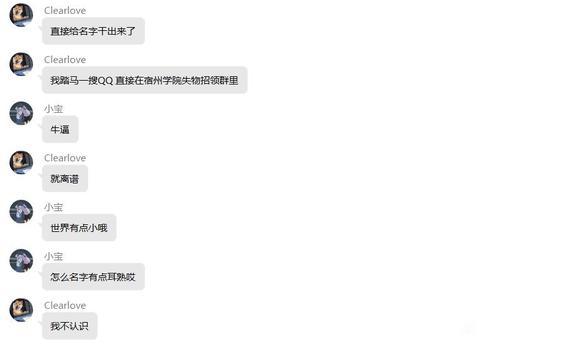 Clearlove
直接给名字干出来了
Clearlove
我踏马一搜QQ 直接在宿州学院失物招领群里
小宝
牛逼
Clearlove
就离谱
小宝
世界有点小哦
小宝
怎么名字有点耳熟哎
Clearlove
我不认识